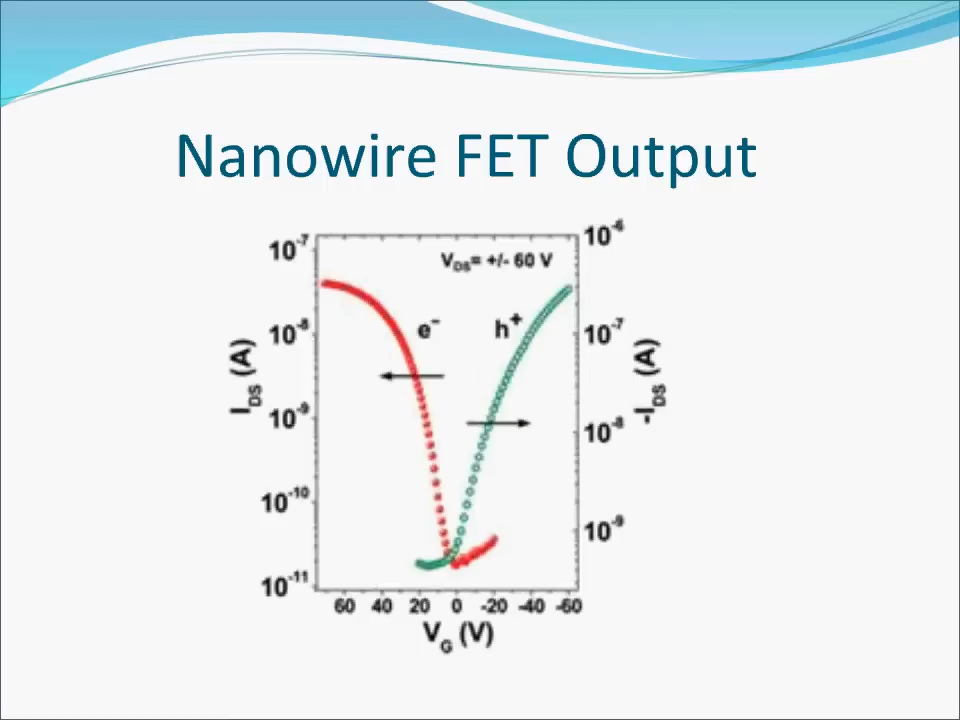 Nanowire FET Output
10⁻⁷
10⁻⁸
10⁻⁹
10⁻¹⁰
10⁻¹¹
I_DS (A)
V_DS= +/- 60 V
e⁻
h⁺
10⁻⁶
10⁻⁷
10⁻⁸
10⁻⁹
-I_DS (A)
60 40 20 0 -20 -40 -60
V_G (V)